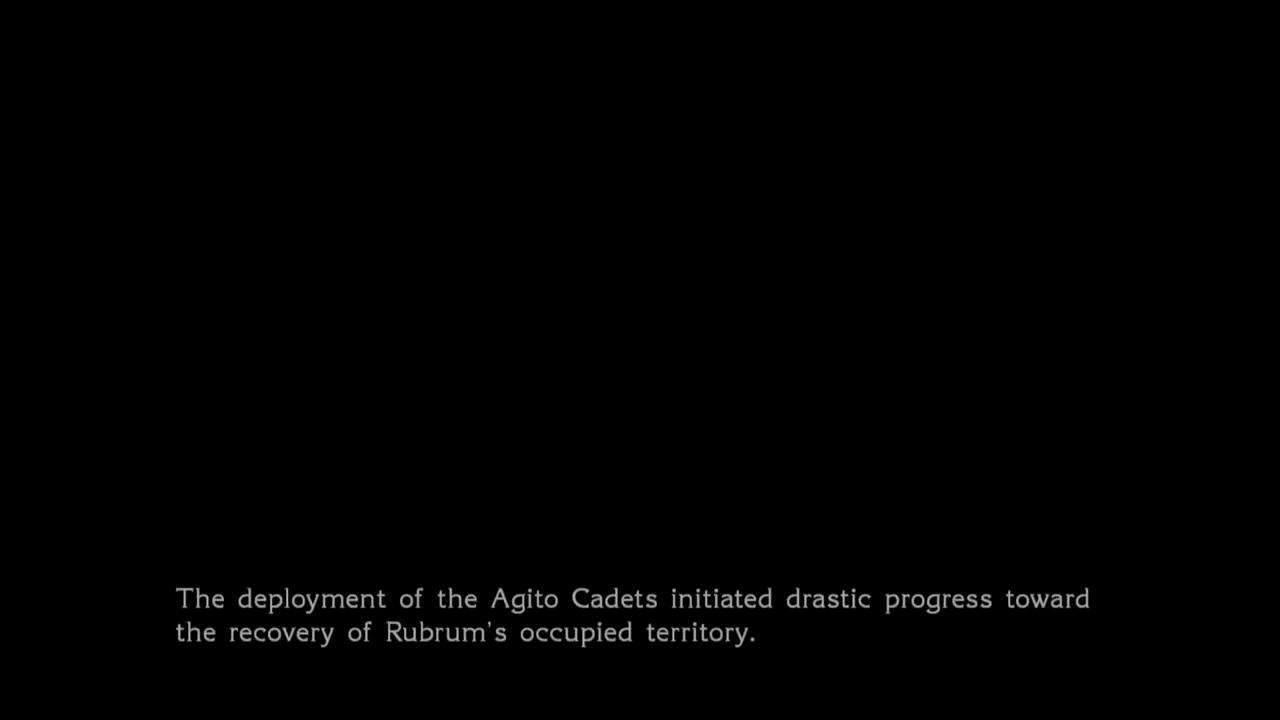 The deployment of the Agito Cadets initiated drastic progress toward
the recovery of Rubrum's occupied territory.